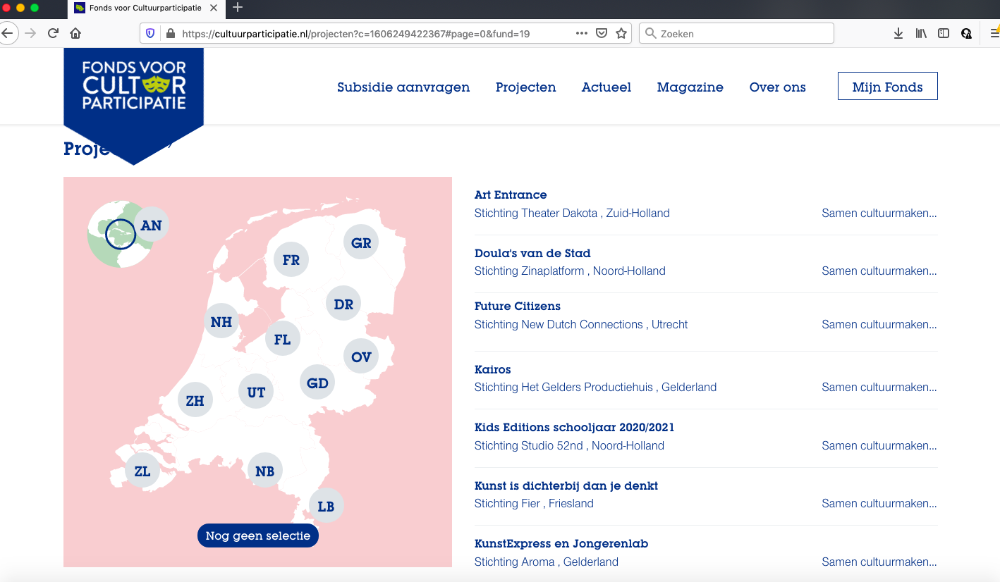 Fonds voor Cultuurparticipatie
https://cultuurparticipatie.nl/projecten?c=1606249422367#page=0&fund=19
Zoeken
FONDS VOOR
CULTUUR
PARTICIPATIE
Subsidie aanvragen
Projecten
Actueel
Magazine
Over ons
Mijn Fonds
AN
GR
FR
DR
NH
FL
OV
GD
UT
ZH
ZL
NB
LB
Nog geen selectie
Art Entrance
Stichting Theater Dakota , Zuid-Holland Samen cultuurmaken...
Doula's van de Stad
Stichting Zinaplatform , Noord-Holland Samen cultuurmaken...
Future Citizens
Stichting New Dutch Connections , Utrecht Samen cultuurmaken...
Kairos
Stichting Het Gelders Productiehuis , Gelderland Samen cultuurmaken...
Kids Editions schooljaar 2020/2021
Stichting Studio 52nd , Noord-Holland Samen cultuurmaken...
Kunst is dichterbij dan je denkt
Stichting Fier , Friesland Samen cultuurmaken...
KunstExpress en Jongerenlab
Stichting Aroma , Gelderland Samen cultuurmaken...